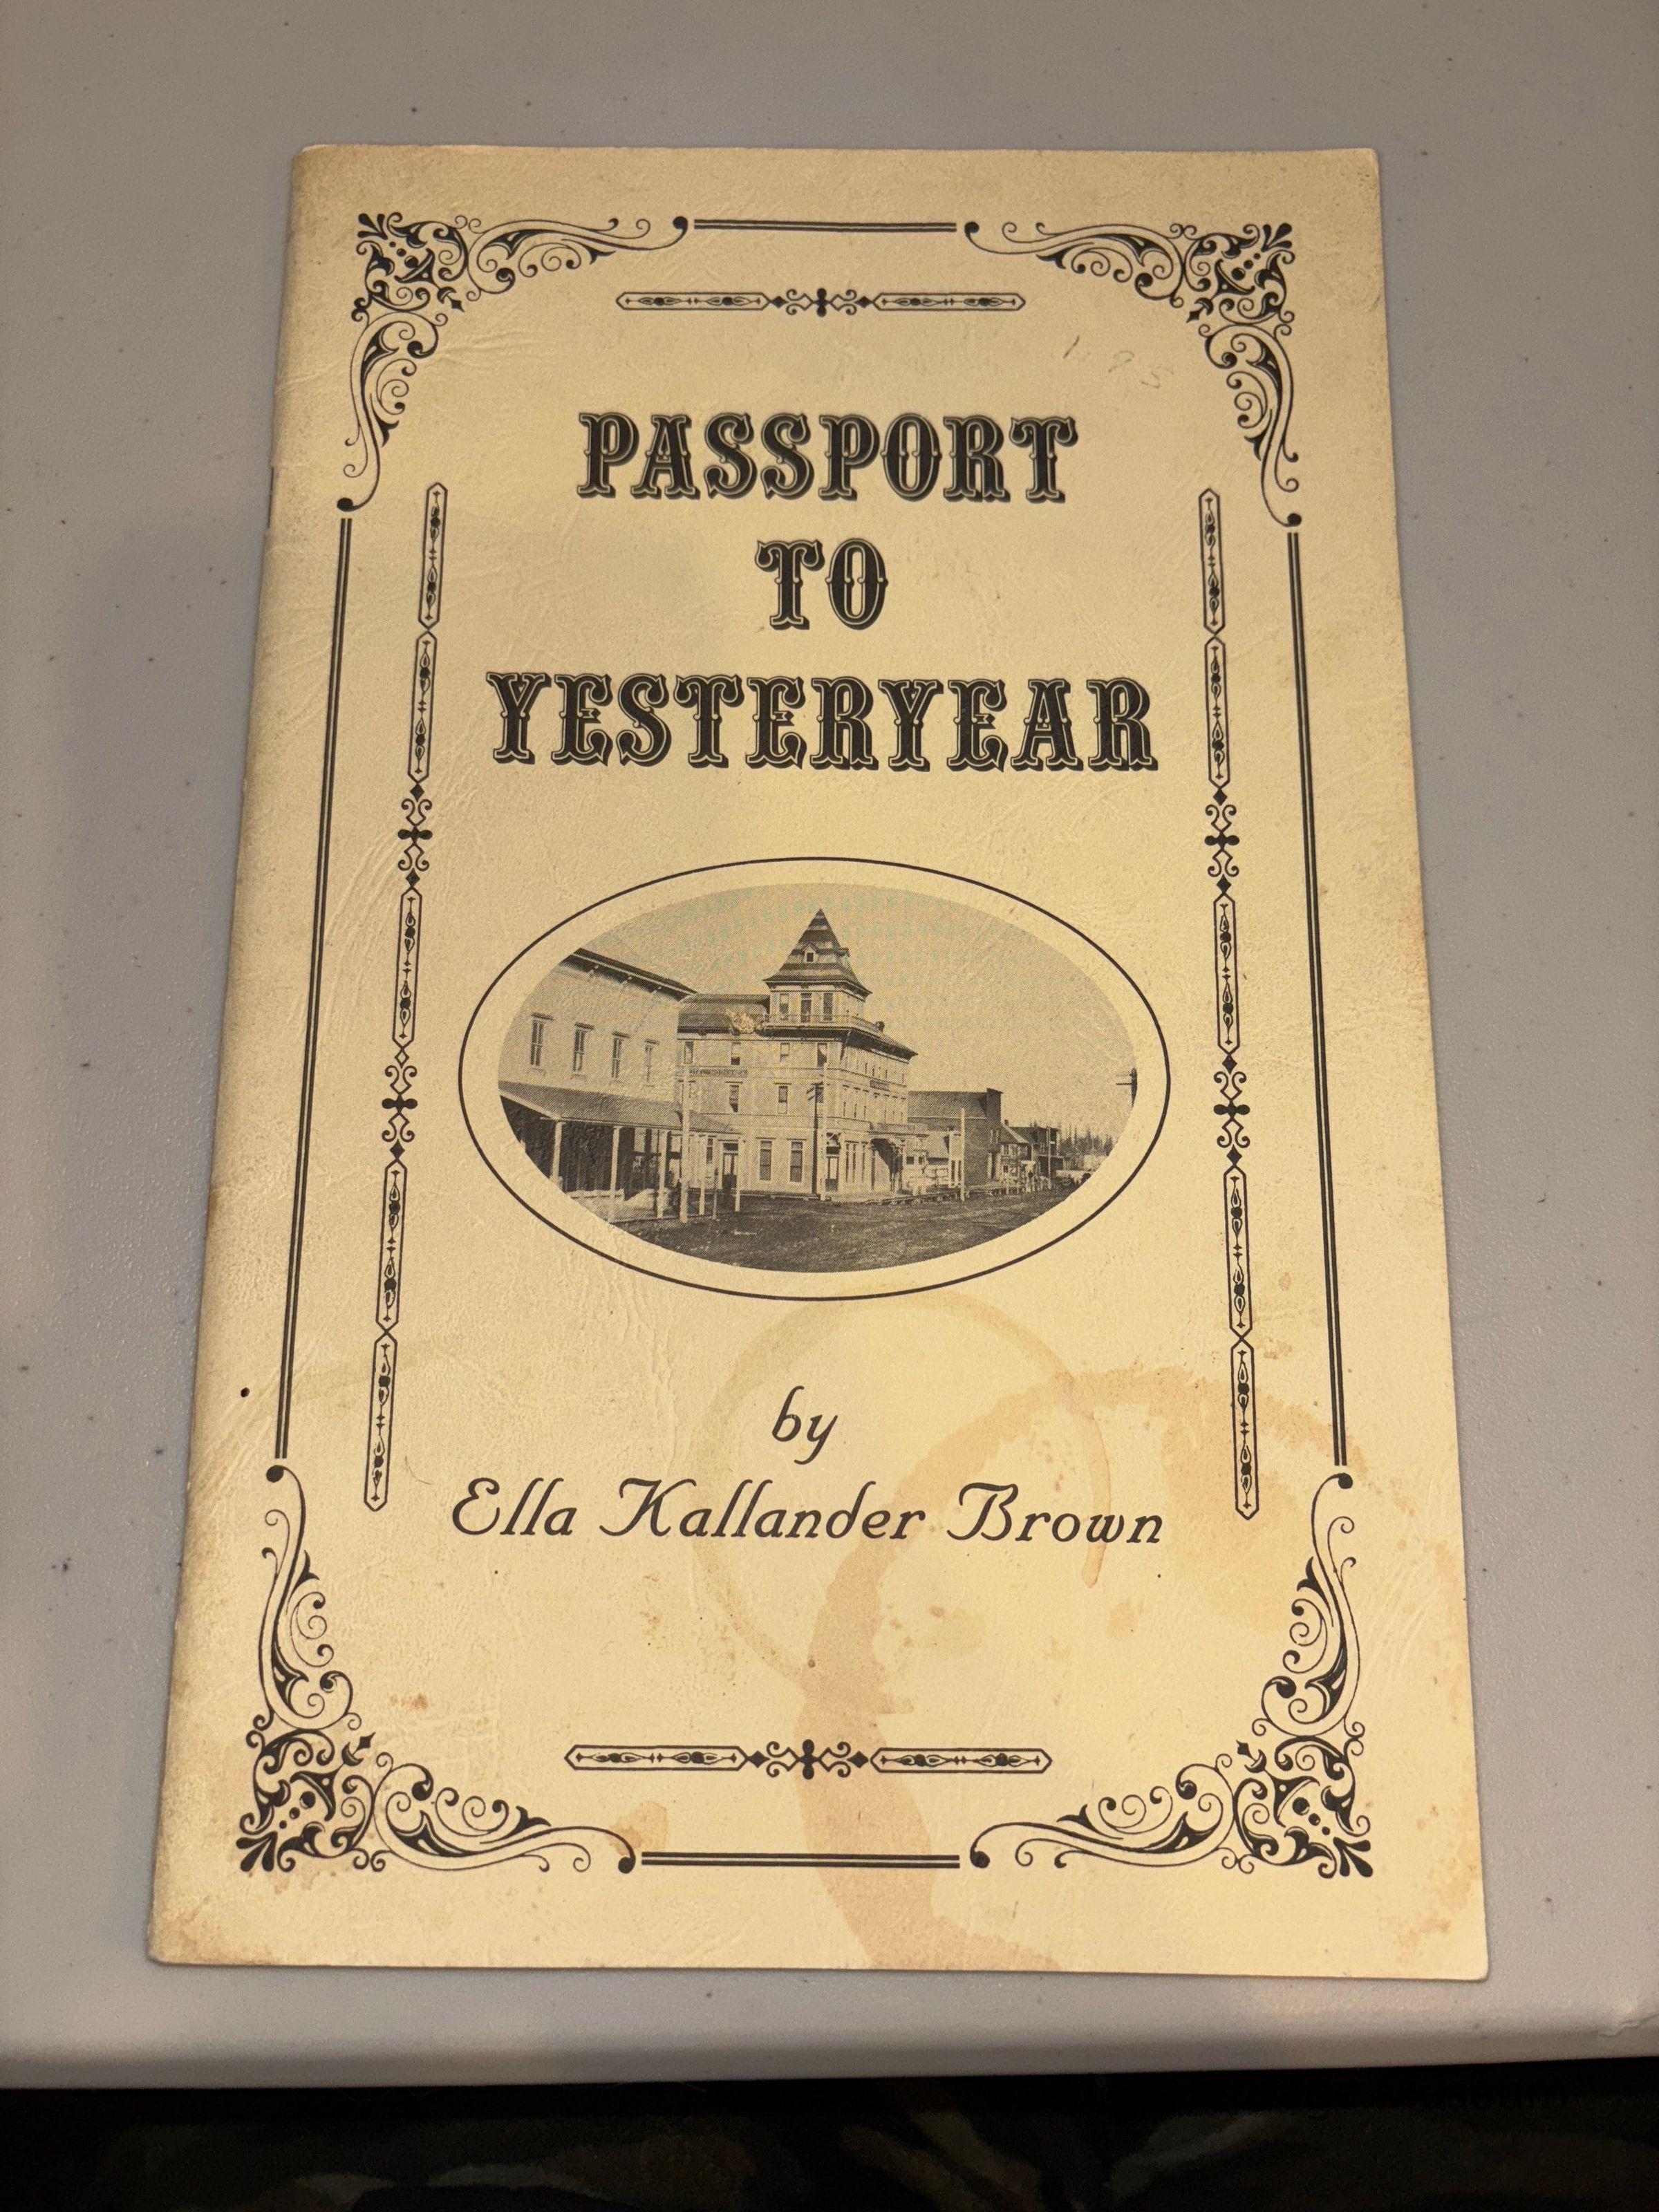 PASSPORT
TO
YESTERYEAR
by
Ella Kallander Brown